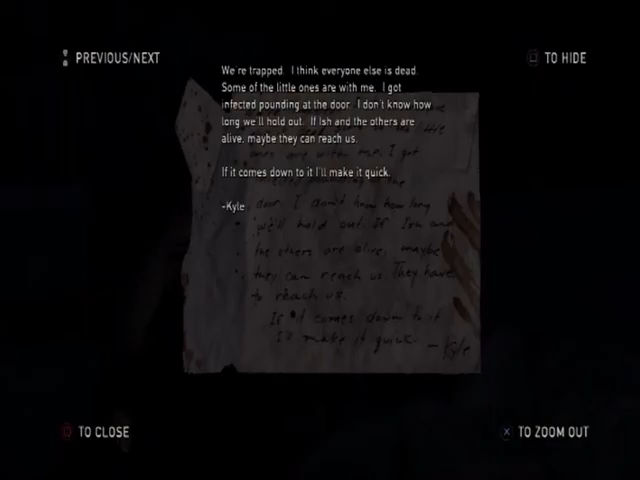 PREVIOUS/NEXT
TO HIDE
We're trapped. I think everyone else is dead.
Some of the little ones are with me. I got
infected pounding at the door. I don't know how
long we'll hold out. If Ish and the others are
alive, maybe they can reach us.
If it comes down to it I'll make it quick.
-Kyle
ones are with me. I got
door. I don't know how long
we'll hold out. If Ish and
the others are alive, maybe
they can reach us. They have
to reach us.
If it comes down to it
I'll make it quick. - Kyle
TO CLOSE
TO ZOOM OUT